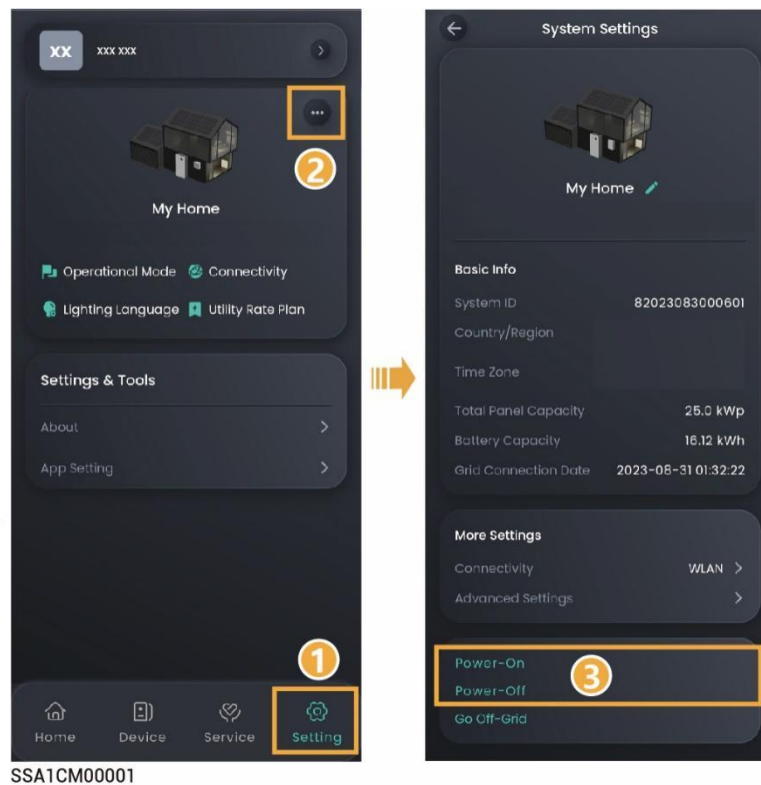 xx xxx xxx
...
2
My Home
Operational Mode Connectivity
Lighting Language Utility Rate Plan
Settings & Tools
About
App Setting
1
Home Device Service Setting
System Settings
My Home
Basic Info
System ID 82023083000601
Country/Region
Time Zone
Total Panel Capacity 25.0 kWp
Battery Capacity 16.12 kWh
Grid Connection Date 2023-08-31 01:32:22
More Settings
Connectivity WLAN
Advanced Settings
Power-On
3
Power-Off
Go Off-Grid
SSA1CM00001